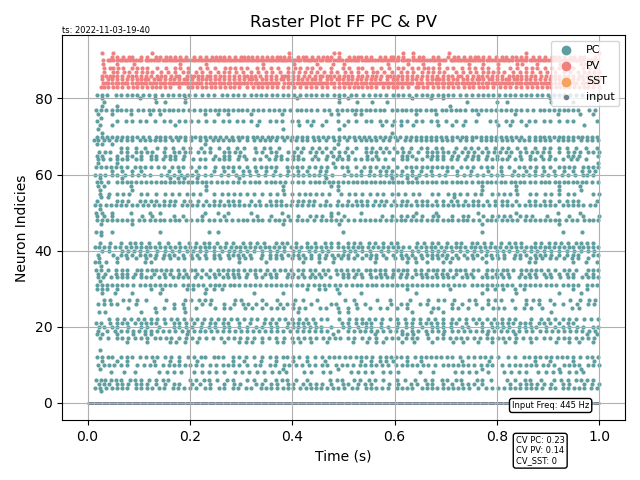 Raster Plot FF PC & PV
ts: 2022-11-03-19-40
PC
PV
SST
input
Neuron Indicies
80
60
40
20
0
Input Freq: 445 Hz
0.0 0.2 0.4 0.6 0.8 1.0
Time (s)
CV PC: 0.23
CV PV: 0.14
CV_SST: 0